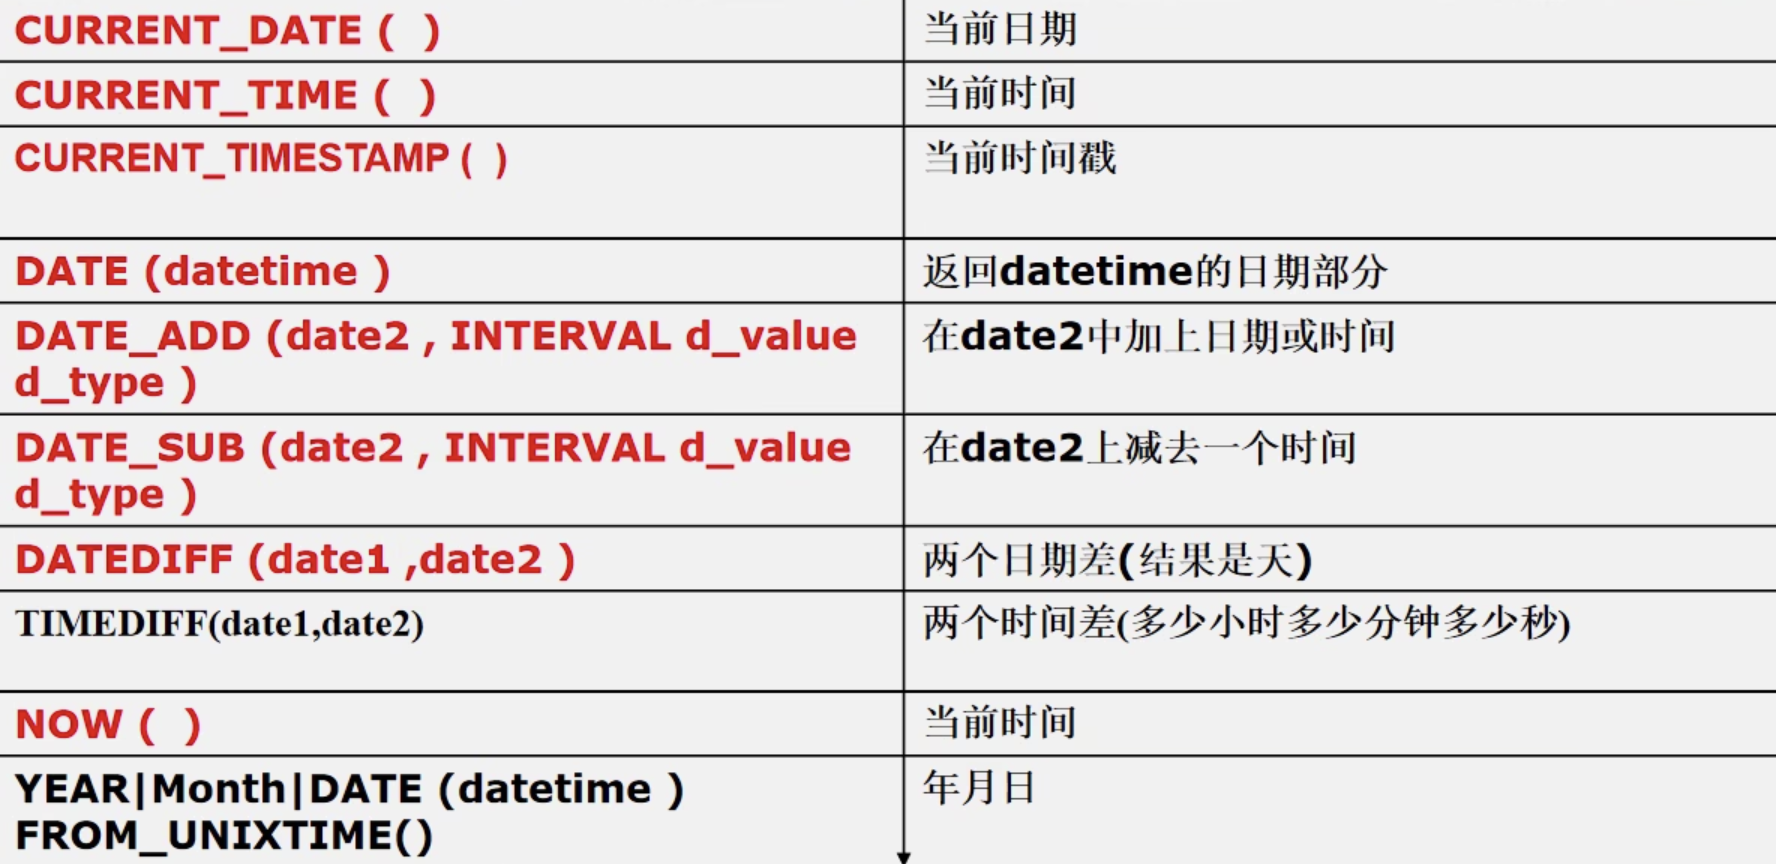 CURRENT_DATE ( )
当前日期
CURRENT_TIME ( )
当前时间
CURRENT_TIMESTAMP ( )
当前时间戳
DATE (datetime )
返回datetime的日期部分
DATE_ADD (date2 , INTERVAL d_value
d_type )
在date2中加上日期或时间
DATE_SUB (date2 , INTERVAL d_value
d_type )
在date2上减去一个时间
DATEDIFF (date1 ,date2 )
两个日期差(结果是天)
TIMEDIFF(date1,date2)
两个时间差(多少小时多少分钟多少秒)
NOW ( )
当前时间
YEAR|Month|DATE (datetime )
FROM_UNIXTIME()
年月日